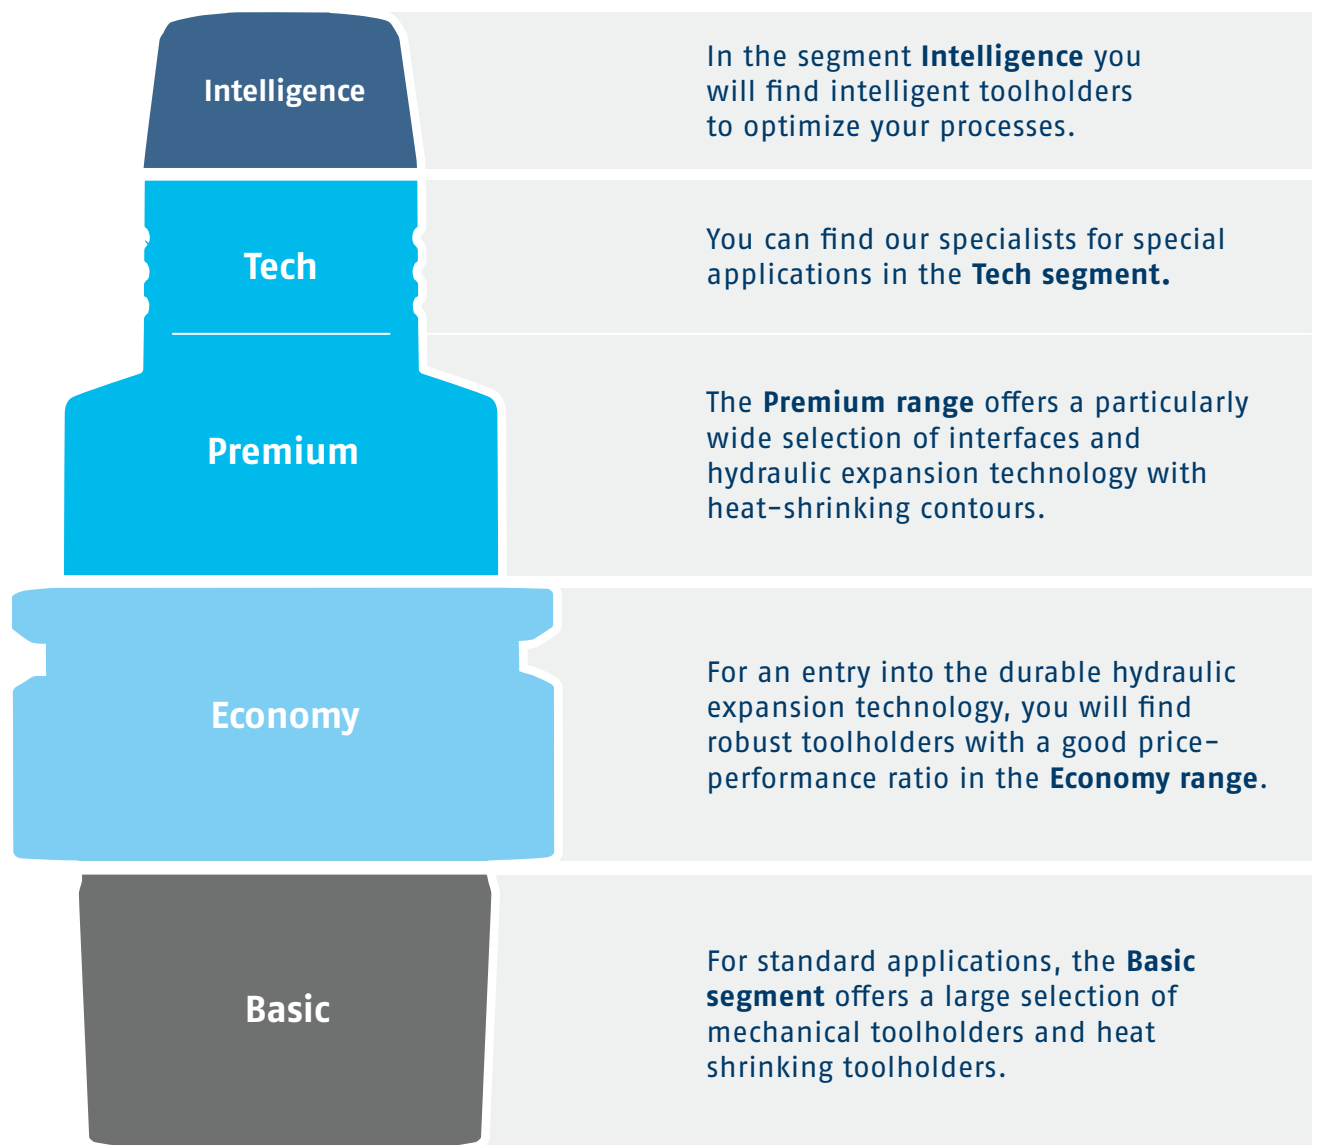 Intelligence
In the segment Intelligence you
will find intelligent toolholders
to optimize your processes.
Tech
You can find our specialists for special
applications in the Tech segment.
Premium
The Premium range offers a particularly
wide selection of interfaces and
hydraulic expansion technology with
heat-shrinking contours.
Economy
For an entry into the durable hydraulic
expansion technology, you will find
robust toolholders with a good price-
performance ratio in the Economy range.
Basic
For standard applications, the Basic
segment offers a large selection of
mechanical toolholders and heat
shrinking toolholders.